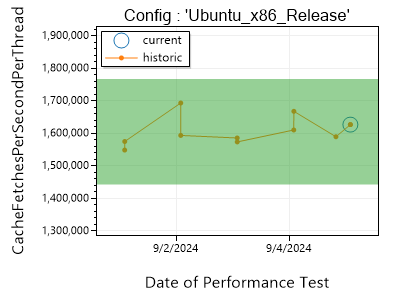 Config : 'Ubuntu_x86_Release'
CacheFetchesPerSecondPerThread
1,900,000
1,800,000
1,700,000
1,600,000
1,500,000
1,400,000
1,300,000
current
historic
9/2/2024
9/4/2024
Date of Performance Test